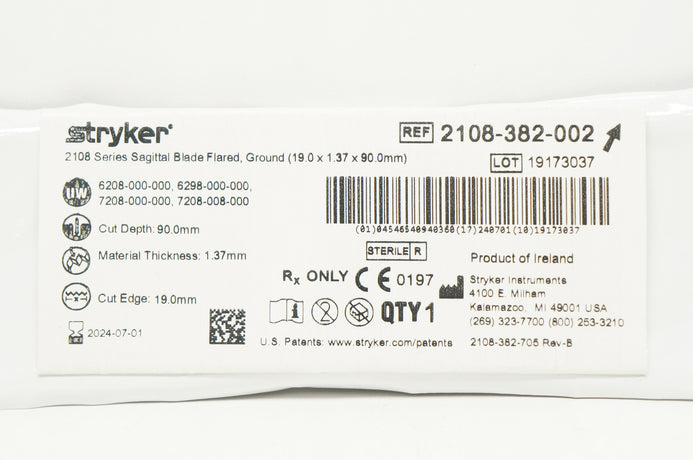 stryker
REF 2108-382-002
2108 Series Sagittal Blade Flared, Ground (19.0 x 1.37 x 90.0mm)
LOT 19173037
6208-000-000, 6298-000-000,
7208-000-000, 7208-008-000
(01)04546540940360(17)240701(10)19173037
Cut Depth: 90.0mm
STERILE R
Material Thickness: 1.37mm
Product of Ireland
Rx ONLY CE 0197
Stryker Instruments
4100 E. Milham
Kalamazoo, MI 49001 USA
(269) 323-7700 (800) 253-3210
Cut Edge: 19.0mm
i 2 QTY 1
2024-07-01
U.S. Patents: www.stryker.com/patents
2108-382-705 Rev-B